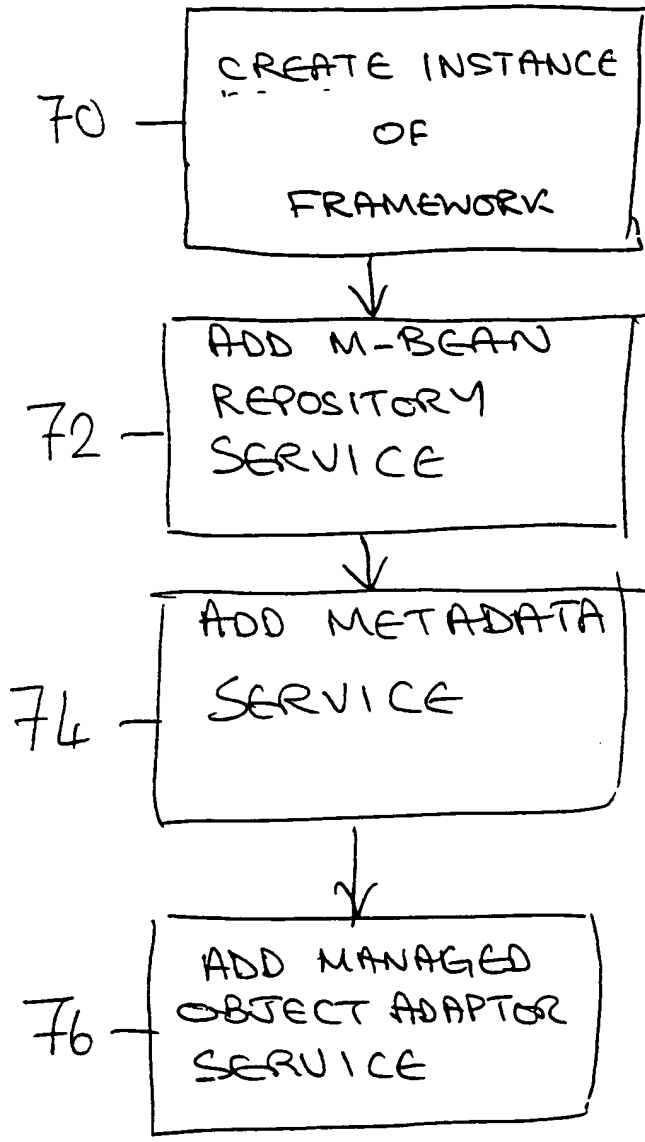 70
CREATE INSTANCE
OF
FRAMEWORK
72
ADD M-BEAN
REPOSITORY
SERVICE
74
ADD METADATA
SERVICE
76
ADD MANAGED
OBJECT ADAPTOR
SERVICE